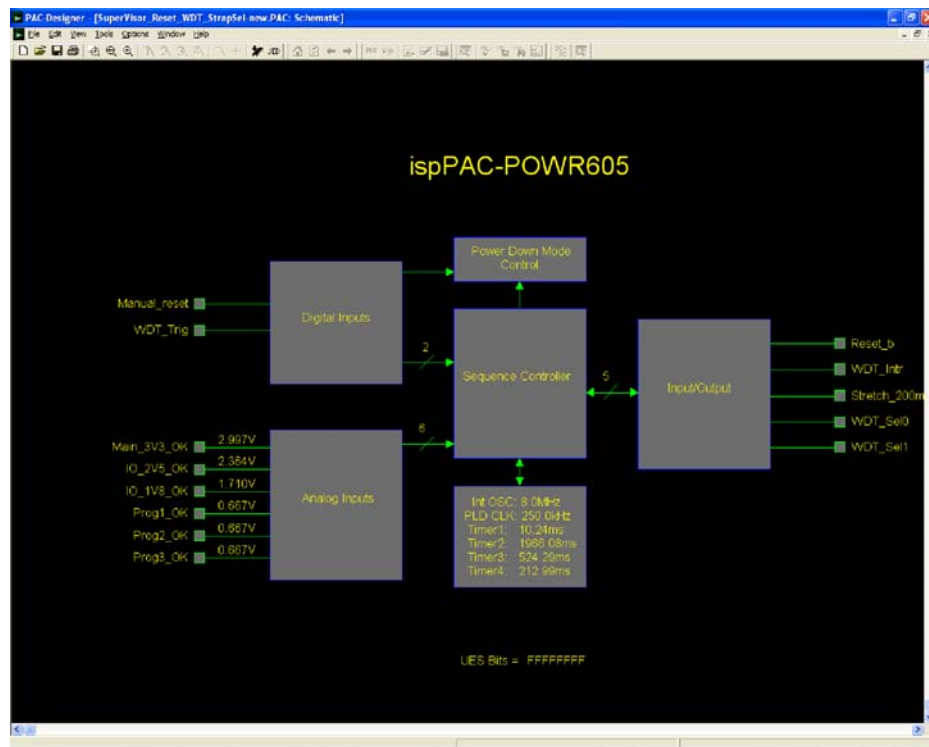 PAC-Designer - [SuperVisor_Reset_WDT_StrapSel-new.PAC: Schematic]
File Edit View Tools Options Window Help
ispPAC-POWR605
Power Down Mode
Control
Manual_reset
WDT_Trig
Digital Inputs
2
Sequence Controller
5
Input/Output
Reset_b
WDT_Intr
Stretch_200m
WDT_Sel0
WDT_Sel1
6
Main_3V3_OK 2.997V
IO_2V5_OK 2.364V
IO_1V8_OK 1.710V
Prog1_OK 0.667V
Prog2_OK 0.667V
Prog3_OK 0.667V
Analog Inputs
Int OSC: 8.0MHz
PLD CLK: 250.0kHz
Timer1: 10.24ms
Timer2: 1966.08ms
Timer3: 524.29ms
Timer4: 212.99ms
UES Bits = FFFFFFFF